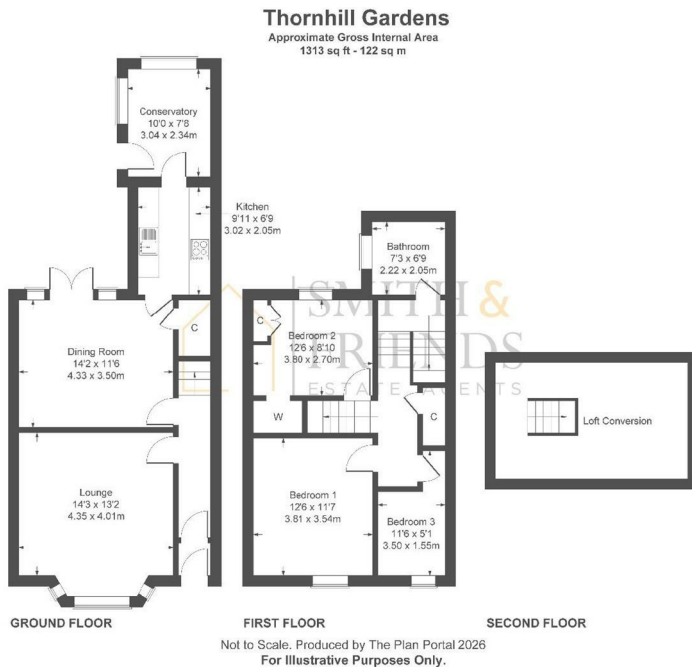 Thornhill Gardens
Approximate Gross Internal Area
1313 sq ft - 122 sq m
Conservatory
10'0 x 7'8
3.04 x 2.34m
Kitchen
9'11 x 6'9
3.02 x 2.05m
Bathroom
7'3 x 6'9
2.22 x 2.05m
SMITH &
FRIENDS
ESTATE AGENTS
C
Dining Room
14'2 x 11'6
4.33 x 3.50m
C
Bedroom 2
12'6 x 8'10
3.80 x 2.70m
W
C
Loft Conversion
Lounge
14'3 x 13'2
4.35 x 4.01m
Bedroom 1
12'6 x 11'7
3.81 x 3.54m
Bedroom 3
11'6 x 5'1
3.50 x 1.55m
GROUND FLOOR
FIRST FLOOR
SECOND FLOOR
Not to Scale. Produced by The Plan Portal 2026
For Illustrative Purposes Only.